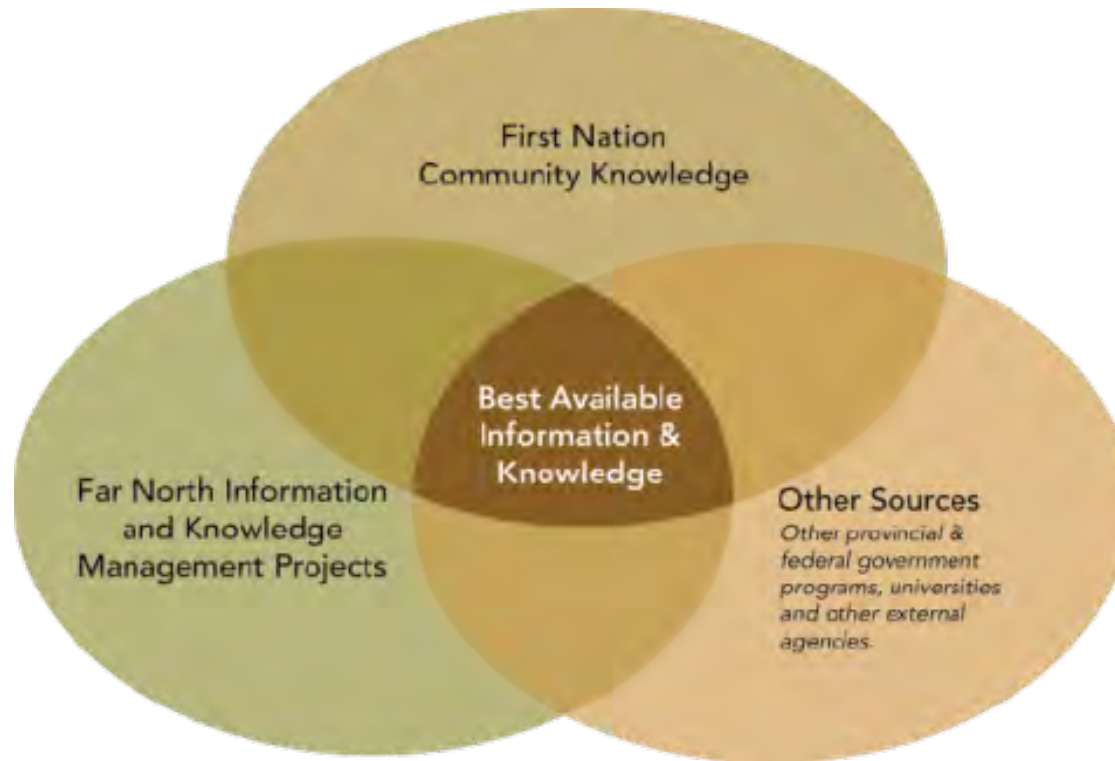 First Nation
Community Knowledge
Best Available
Information &
Knowledge
Far North Information
and Knowledge
Management Projects
Other Sources
Other provincial &
federal government
programs, universities
and other external
agencies.